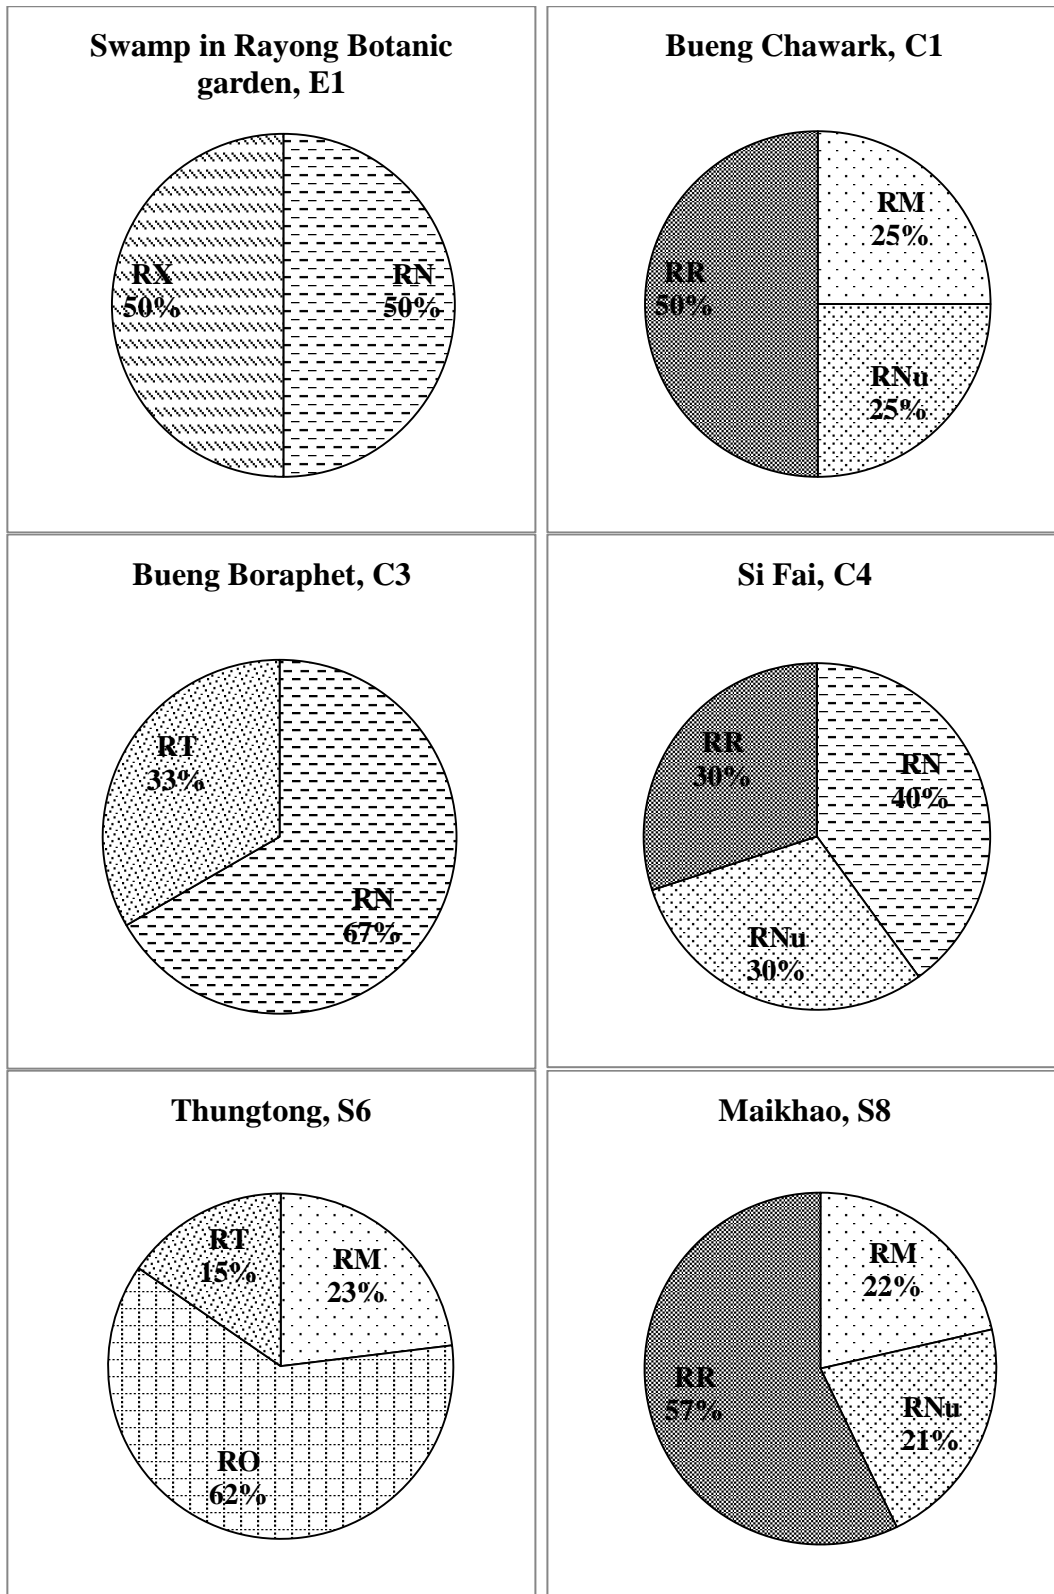 Swamp in Rayong Botanic
garden, E1
RX
50%
RN
50%
Bueng Chawark, C1
RM
25%
RR
50%
RNu
25%
Bueng Boraphet, C3
RT
33%
RN
67%
Si Fai, C4
RR
30%
RN
40%
RNu
30%
Thungtong, S6
RT
15%
RM
23%
RO
62%
Maikhao, S8
RM
22%
RR
57%
RNu
21%